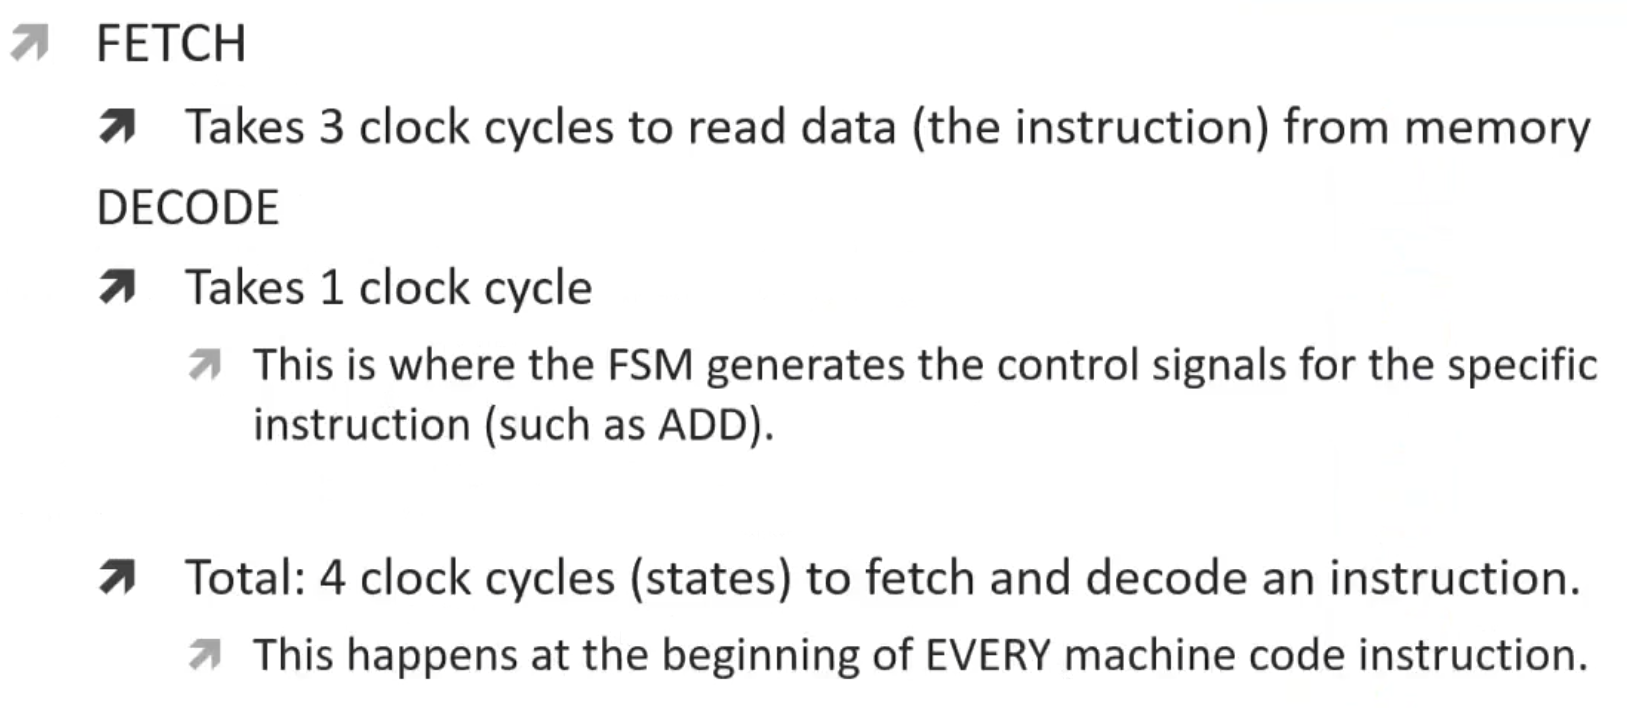 FETCH
Takes 3 clock cycles to read data (the instruction) from memory
DECODE
Takes 1 clock cycle
This is where the FSM generates the control signals for the specific
instruction (such as ADD).
Total: 4 clock cycles (states) to fetch and decode an instruction.
This happens at the beginning of EVERY machine code instruction.